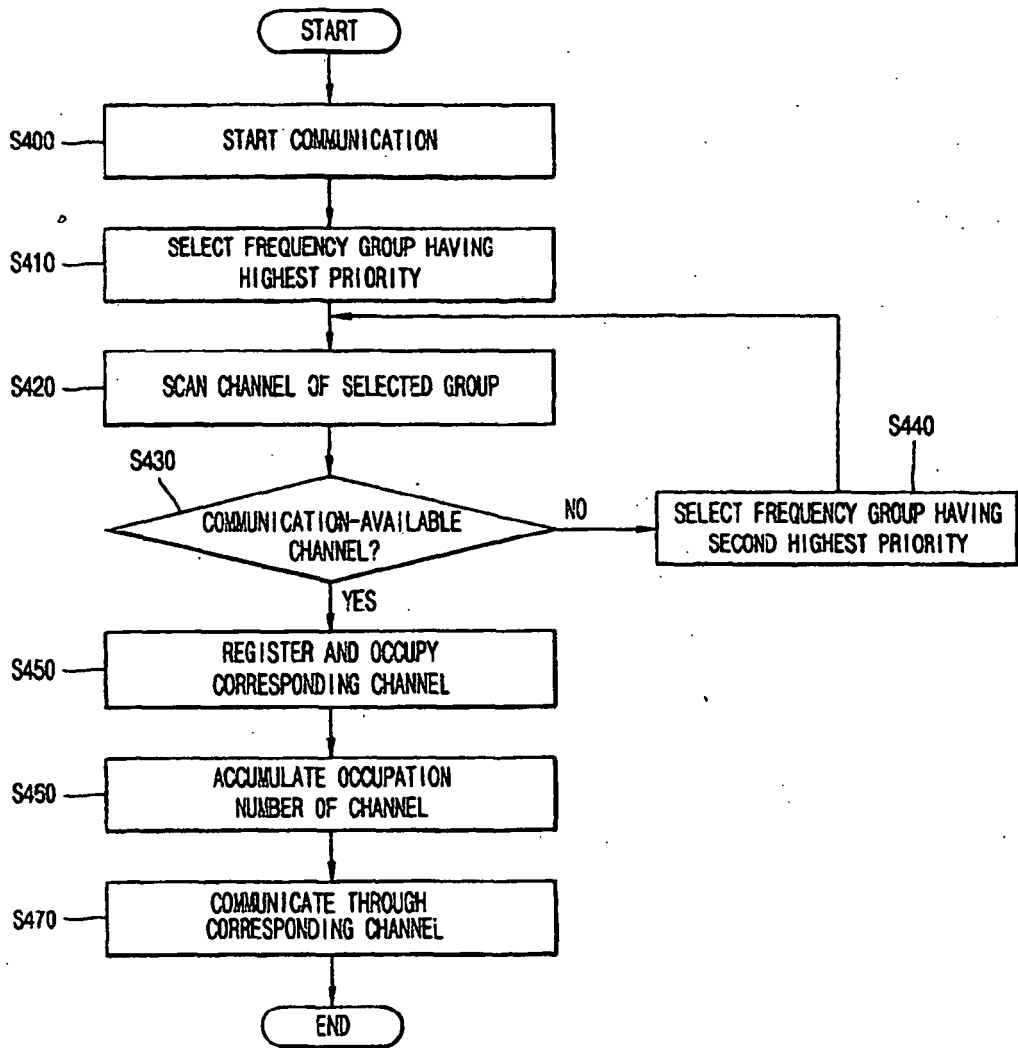 START
S400
START COMMUNICATION
S410
SELECT FREQUENCY GROUP HAVING
HIGHEST PRIORITY
S420
SCAN CHANNEL OF SELECTED GROUP
S430
COMMUNICATION-AVAILABLE
CHANNEL?
NO
S440
SELECT FREQUENCY GROUP HAVING
SECOND HIGHEST PRIORITY
YES
S450
REGISTER AND OCCUPY
CORRESPONDING CHANNEL
S450
ACCUMULATE OCCUPATION
NUMBER OF CHANNEL
S470
COMMUNICATE THROUGH
CORRESPONDING CHANNEL
END